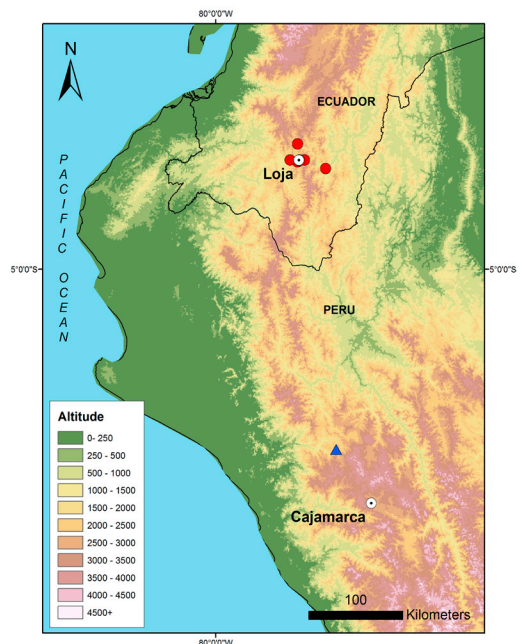 80°0'0"W
N
ECUADOR
Loja
PACIFIC OCEAN
5°0'0"S
5°0'0"S
PERU
Altitude
0- 250
250 - 500
500 - 1000
1000 - 1500
1500 - 2000
2000 - 2500
2500 - 3000
3000 - 3500
3500 - 4000
4000 - 4500
4500+
Cajamarca
100
Kilometers
80°0'0"W